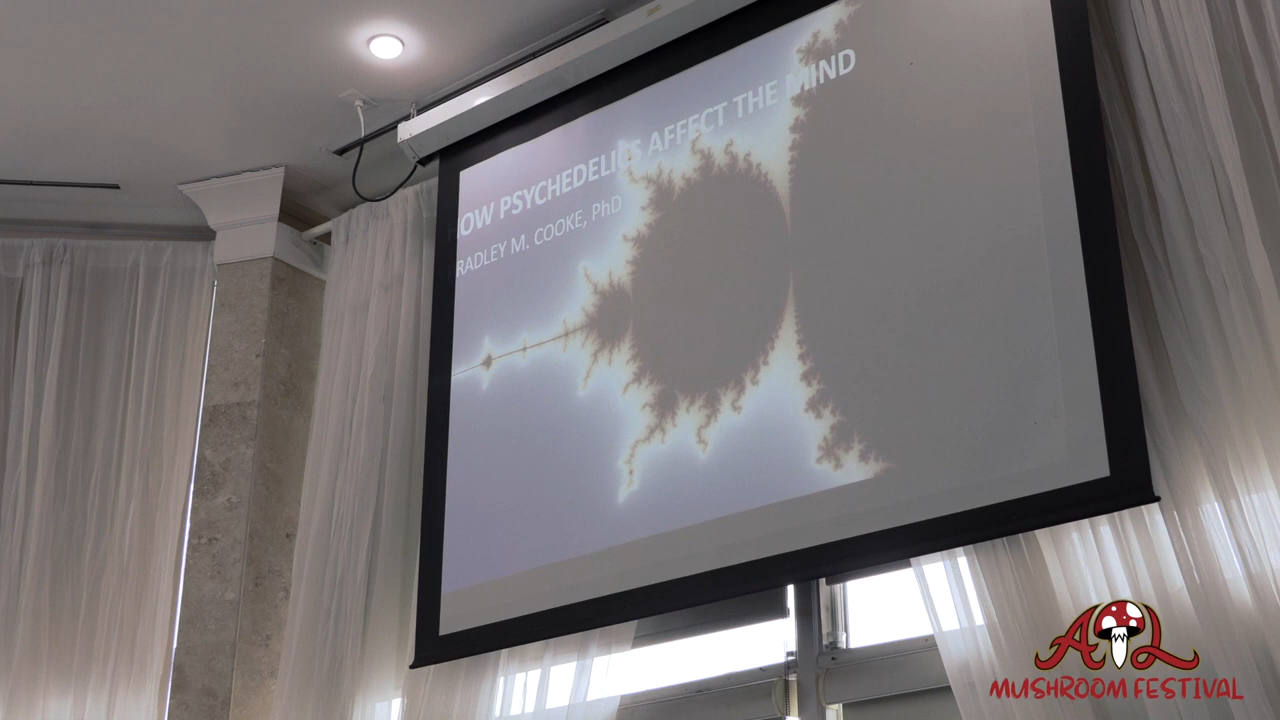 OW PSYCHEDELICS AFFECT THE MIND
RADLEY M. COOKE, PhD
A L
MUSHROOM FESTIVAL